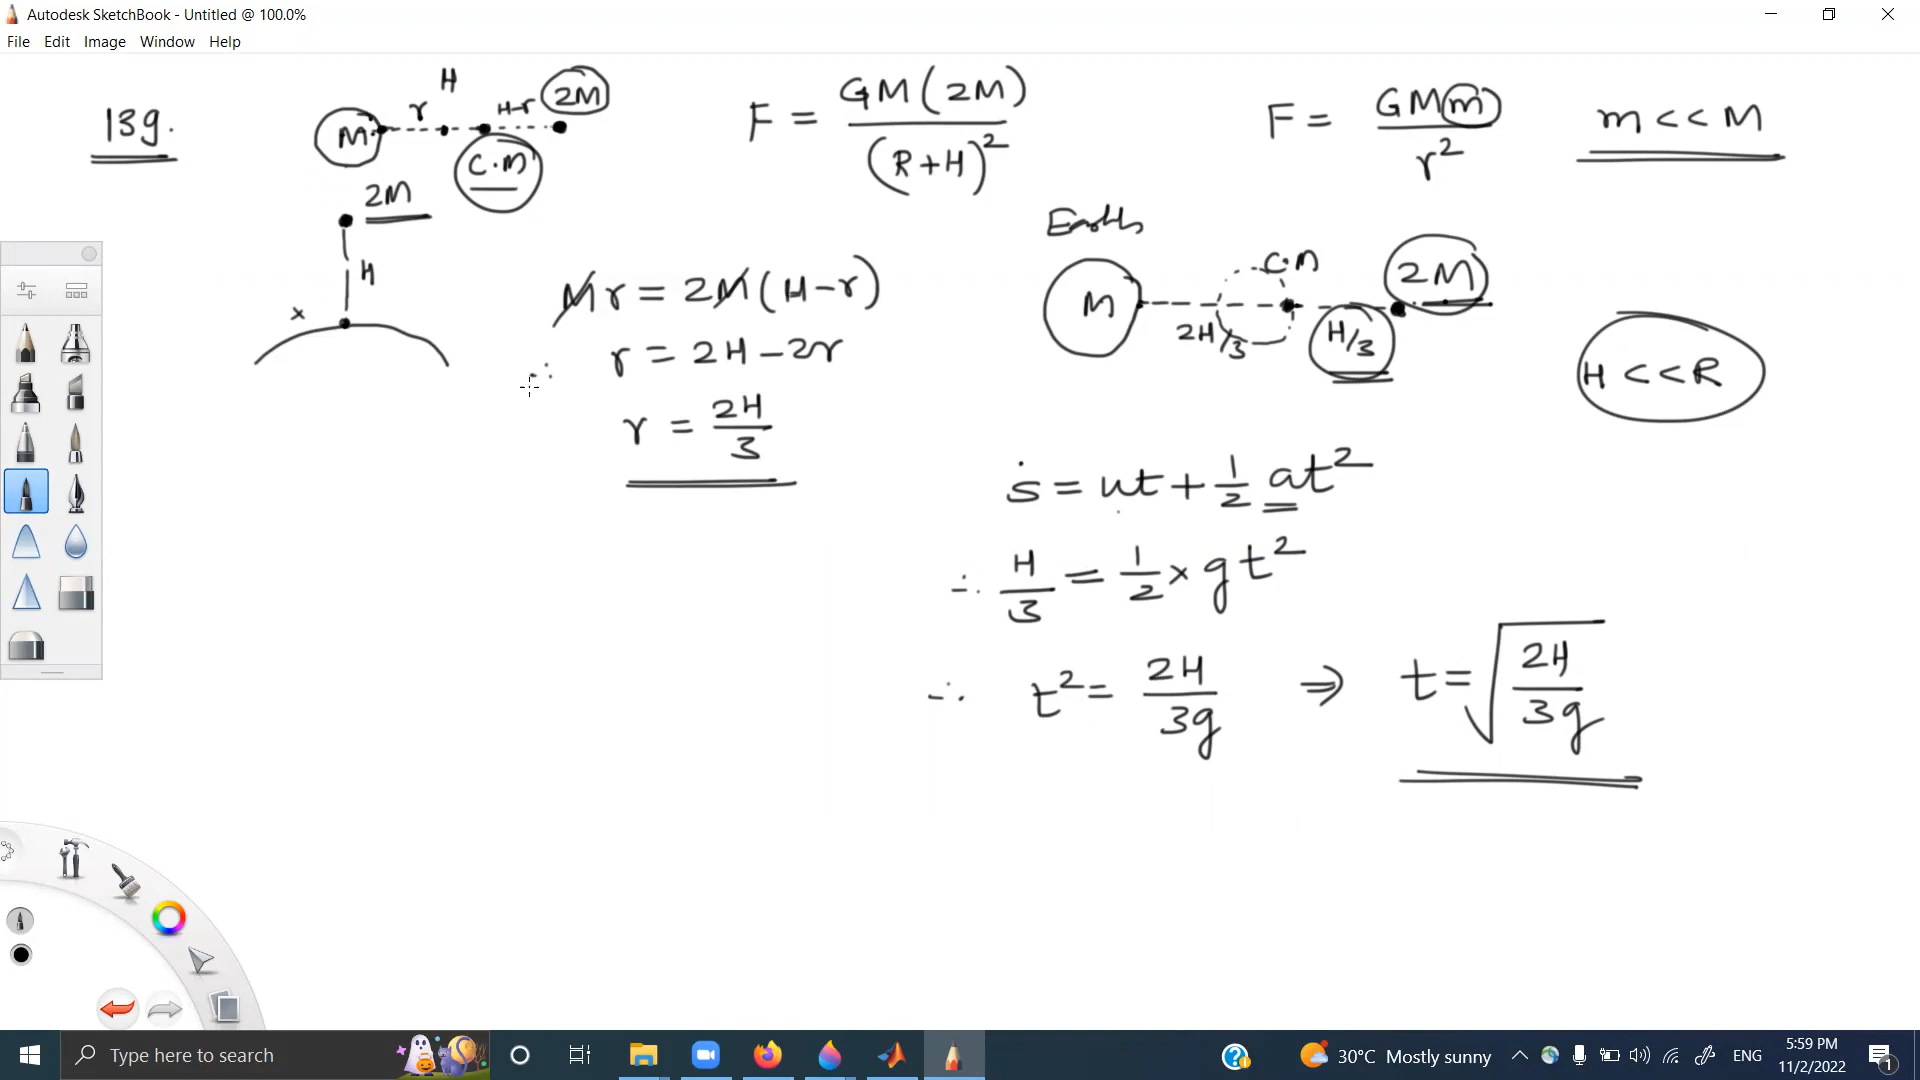 Autodesk SketchBook - Untitled @ 100.0%
File Edit Image Window Help
139.
H
r H-r 2M
M
C.M
F = GM(2M) / (R+H)²
F = GMm / r²
m << M
2M
H
x
Mr = 2M(H-r)
∴ r = 2H-2r
r = 2H/3
Earth
M C.M 2M
2H/3 H/3
H << R
s = ut + 1/2 at²
∴ H/3 = 1/2 × gt²
∴ t² = 2H/3g ⇒ t = √(2H/3g)
Type here to search
30°C Mostly sunny
ENG
5:59 PM
11/2/2022
1